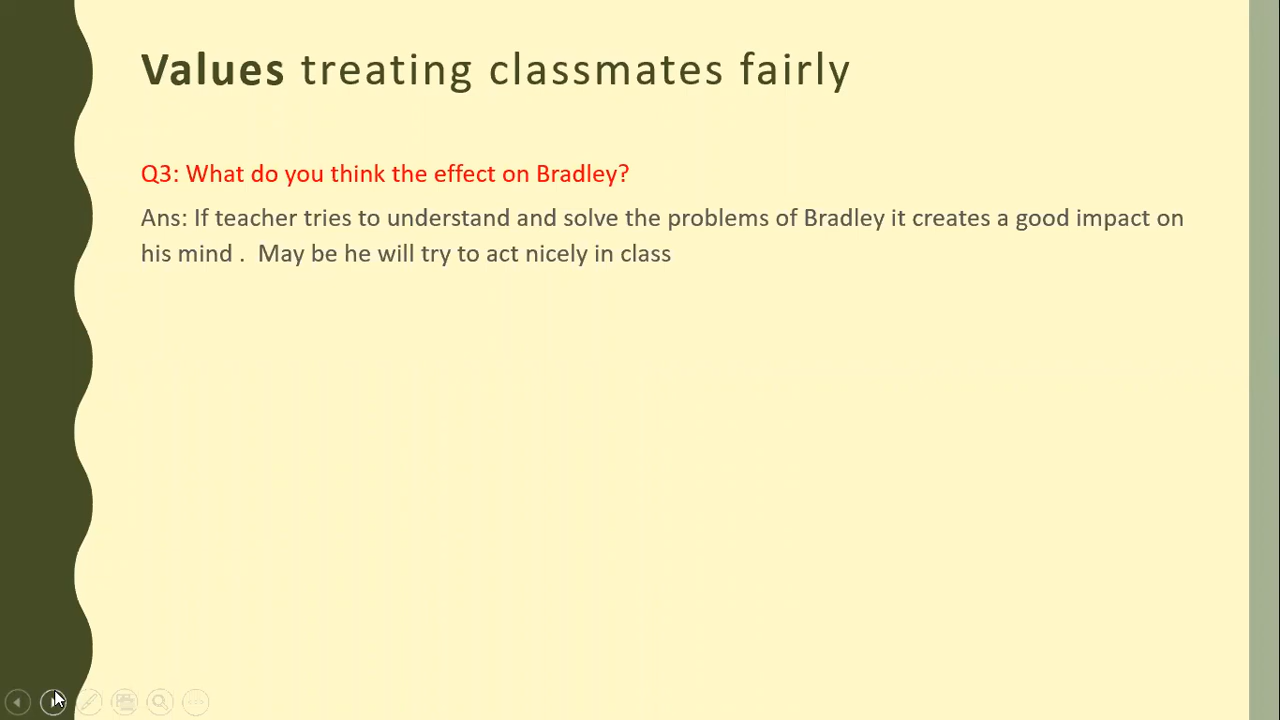 Values treating classmates fairly
Q3: What do you think the effect on Bradley?
Ans: If teacher tries to understand and solve the problems of Bradley it creates a good impact on
his mind .  May be he will try to act nicely in class